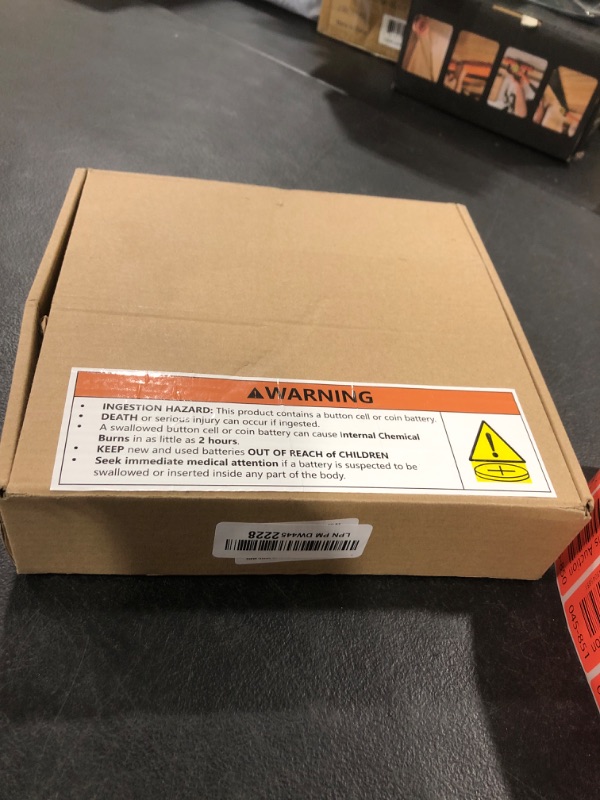 WARNING
• INGESTION HAZARD: This product contains a button cell or coin battery.
• DEATH or serious injury can occur if ingested.
• A swallowed button cell or coin battery can cause internal Chemical
Burns in as little as 2 hours.
• KEEP new and used batteries OUT OF REACH of CHILDREN
• Seek immediate medical attention if a battery is suspected to be
swallowed or inserted inside any part of the body.
LPN PM DW445 2228
Auction
045-851